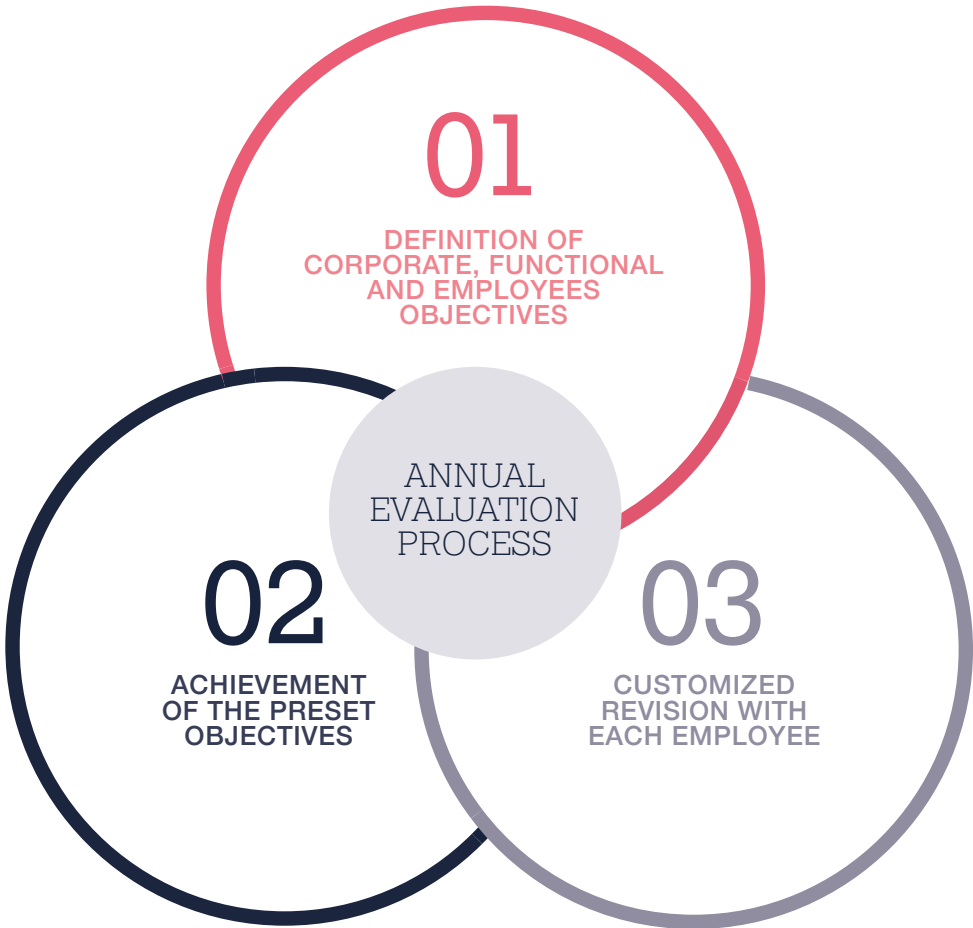 01
DEFINITION OF
CORPORATE, FUNCTIONAL
AND EMPLOYEES
OBJECTIVES
ANNUAL
EVALUATION
PROCESS
02
ACHIEVEMENT
OF THE PRESET
OBJECTIVES
03
CUSTOMIZED
REVISION WITH
EACH EMPLOYEE